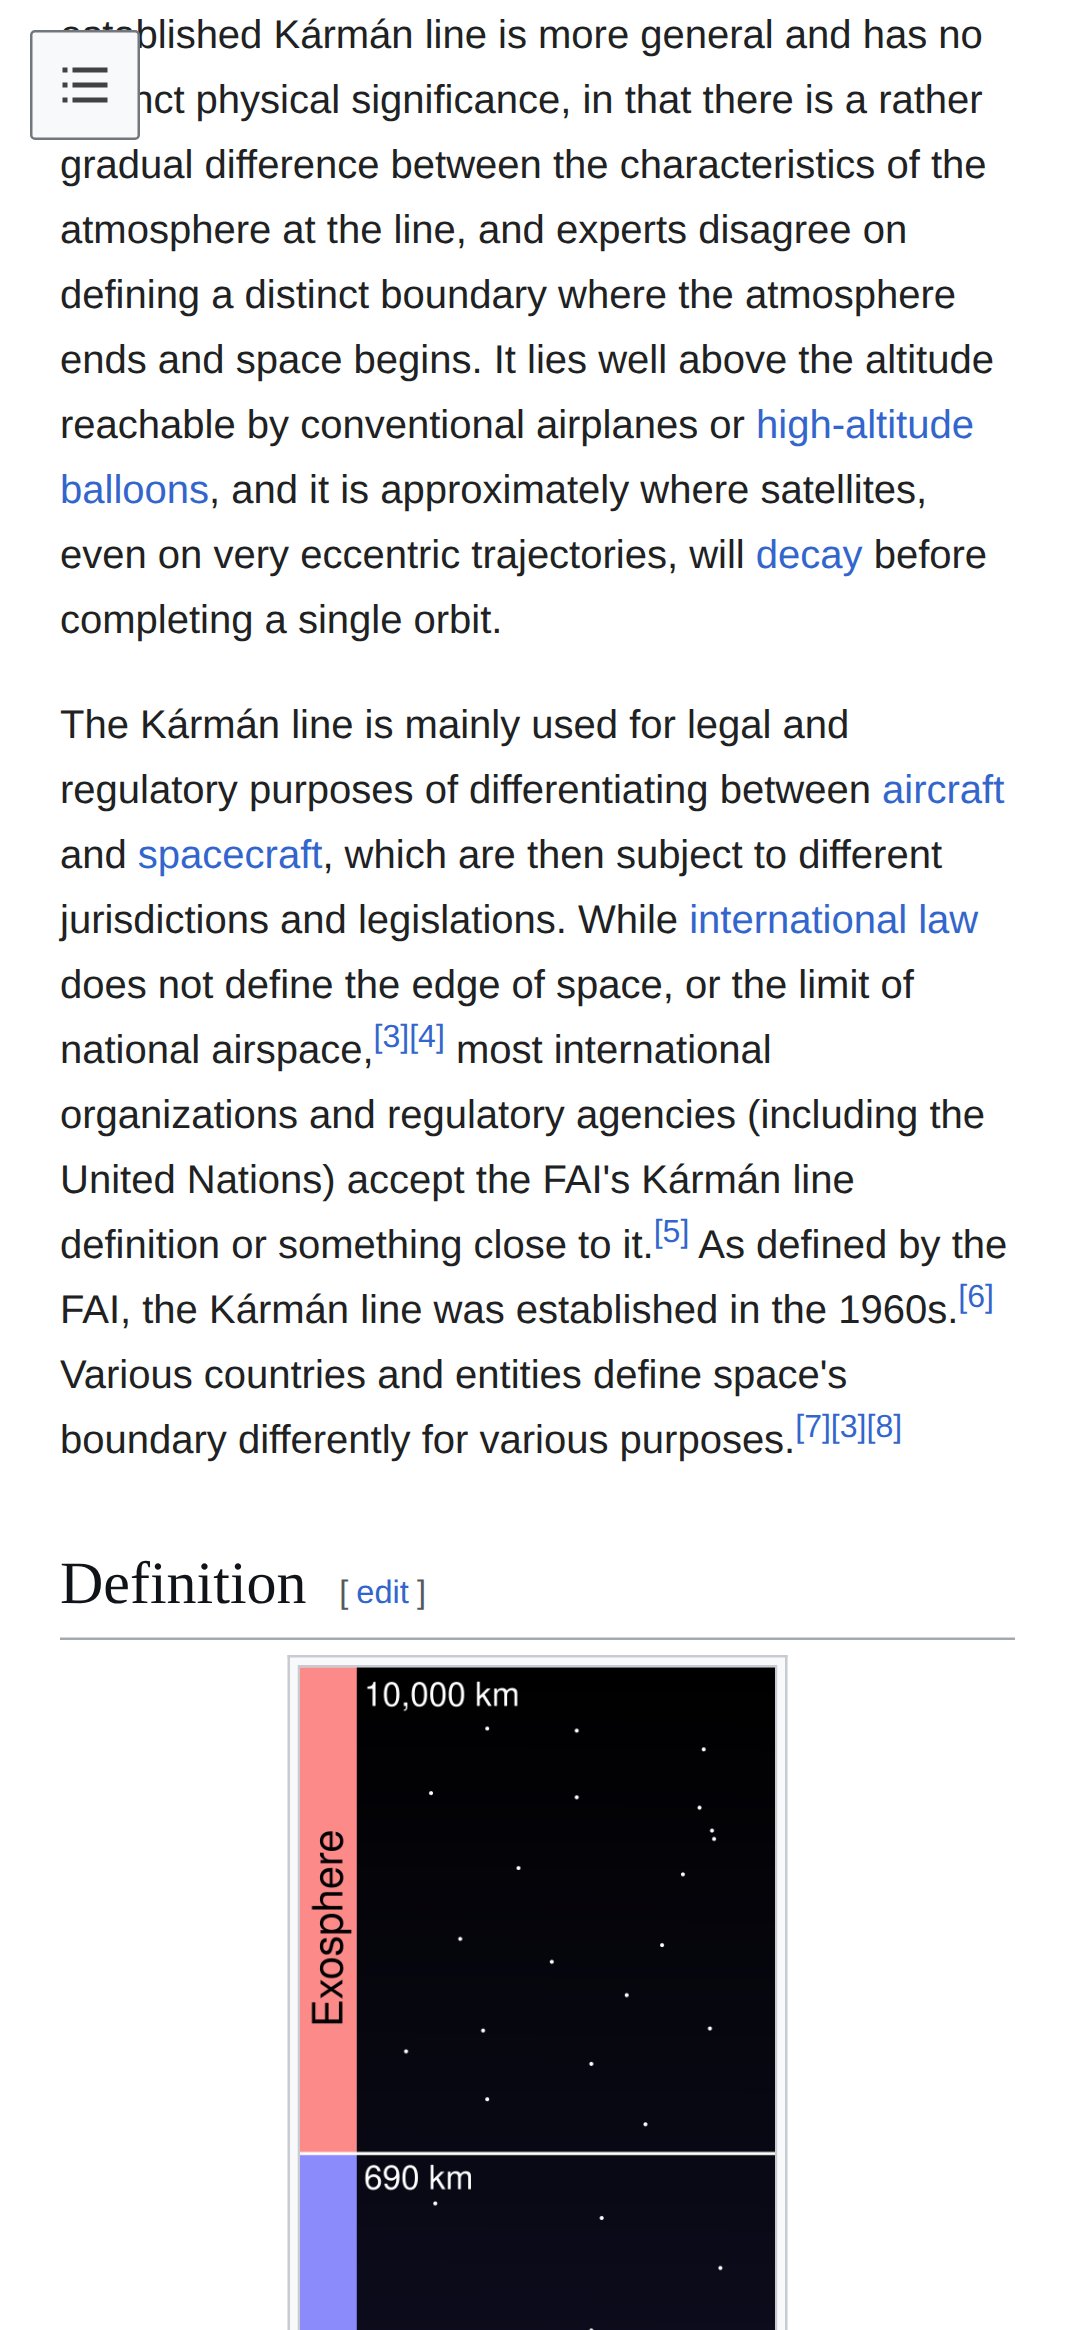 blished Kármán line is more general and has no
nct physical significance, in that there is a rather
gradual difference between the characteristics of the
atmosphere at the line, and experts disagree on
defining a distinct boundary where the atmosphere
ends and space begins. It lies well above the altitude
reachable by conventional airplanes or high-altitude
balloons, and it is approximately where satellites,
even on very eccentric trajectories, will decay before
completing a single orbit.
The Kármán line is mainly used for legal and
regulatory purposes of differentiating between aircraft
and spacecraft, which are then subject to different
jurisdictions and legislations. While international law
does not define the edge of space, or the limit of
national airspace,[3][4] most international
organizations and regulatory agencies (including the
United Nations) accept the FAI's Kármán line
definition or something close to it.[5] As defined by the
FAI, the Kármán line was established in the 1960s.[6]
Various countries and entities define space's
boundary differently for various purposes.[7][3][8]
Definition [ edit ]
10,000 km
Exosphere
690 km